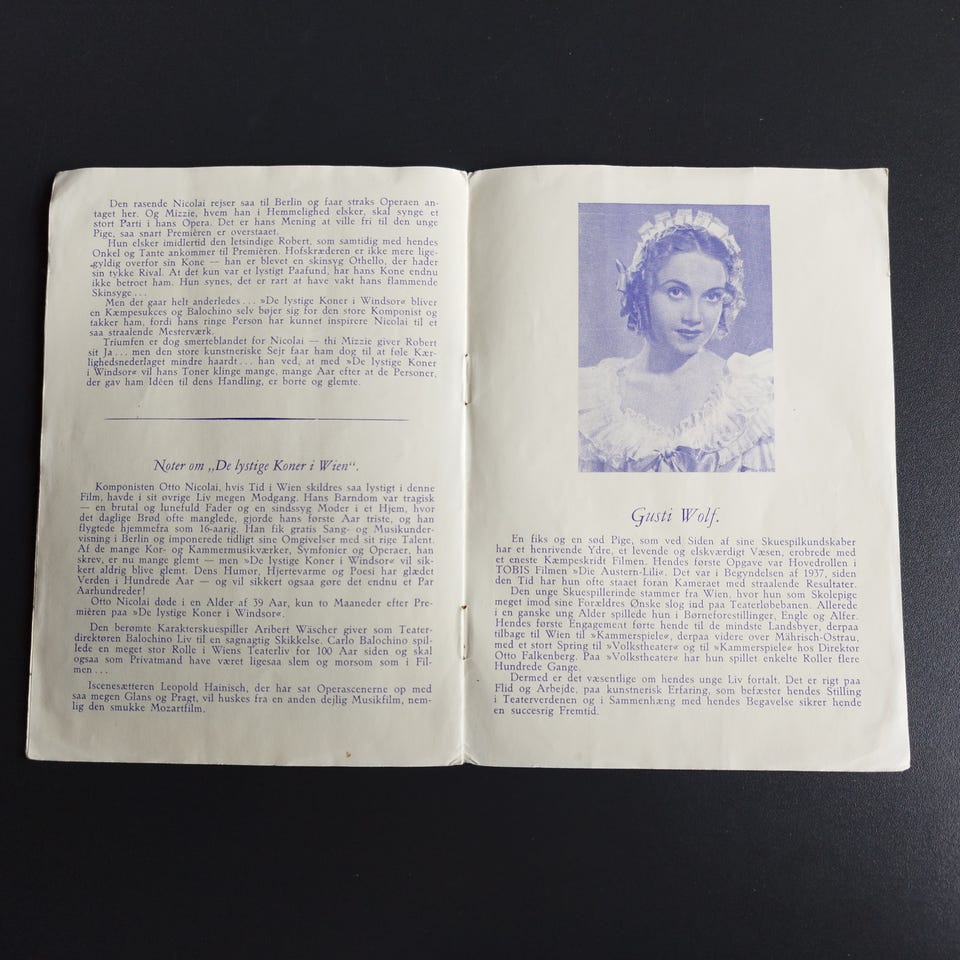 Den rasende Nicolai rejser saa til Berlin og faar straks Operaen an-
taget her. Og Mizzie, hvem han i Hemmelighed elsker, skal synge et
stort Parti i hans Opera. Det er hans Mening at ville fri til den unge
Pige, saa snart Premièren er overstaaet.
Hun elsker imidlertid den letsindige Robert, som samtidig med hendes
Onkel og Tante ankommer til Premièren. Hofskræderen er ikke mere lige-
gyldig overfor sin Kone — han er blevet en skinsyg Othello, der hader
sin tykke Rival. At det kun var et lystigt Paafund, har hans Kone endnu
ikke betroet ham. Hun synes, det er rart at have vakt hans flammende
Skinsyge...
Men det gaar helt anderledes... »De lystige Koner i Windsor« bliver
en Kæmpesukces og Balochino selv bøjer sig for den store Komponist og
takker ham, fordi hans ringe Person har kunnet inspirere Nicolai til et
saa straalende Mesterværk.
Triumfen er dog smerteblandet for Nicolai — thi Mizzie giver Robert
sit Ja... men den store kunstneriske Sejr faar ham dog til at føle Kær-
lighedsnederlaget mindre haardt... han ved, at med »De lystige Koner
i Windsor« vil hans Toner klinge mange, mange Aar efter at de Personer,
der gav ham Idéen til dens Handling, er borte og glemte.
Noter om „De lystige Koner i Wien“.
Komponisten Otto Nicolai, hvis Tid i Wien skildres saa lystigt i denne
Film, havde i sit øvrige Liv megen Modgang. Hans Barndom var tragisk
— en brutal og lunefuld Fader og en sindssyg Moder i et Hjem, hvor
det daglige Brød ofte manglede, gjorde hans første Aar triste, og han
flygtede hjemmefra som 16-aarig. Han fik gratis Sang- og Musikunder-
visning i Berlin og imponerede tidligt sine Omgivelser med sit rige Talent.
Af de mange Kor- og Kammermusikværker, Symfonier og Operaer, han
skrev, er nu mange glemt — men »De lystige Koner i Windsor« vil sik-
kert aldrig blive glemt. Dens Humor, Hjertevarme og Poesi har glædet
Verden i Hundrede Aar — og vil sikkert ogsaa gøre det endnu et Par
Aarhundreder!
Otto Nicolai døde i en Alder af 39 Aar, kun to Maaneder efter Pre-
mièren paa »De lystige Koner i Windsor«.
Den berømte Karakterskuespiller Aribert Wäscher giver som Teater-
direktøren Balochino Liv til en sagnagtig Skikkelse. Carlo Balochino spil-
lede en meget stor Rolle i Wiens Teaterliv for 100 Aar siden og skal
ogsaa som Privatmand have været ligesaa slem og morsom som i Fil-
men...
Iscenesætteren Leopold Hainisch, der har sat Operascenerne op med
saa megen Glans og Pragt, vil huskes fra en anden dejlig Musikfilm, nem-
lig den smukke Mozartfilm.
Gusti Wolf.
En fiks og en sød Pige, som ved Siden af sine Skuespilkundskaber
har et henrivende Ydre, et levende og elskværdigt Væsen, erobrede med
et eneste Kæmpeskridt Filmen. Hendes første Opgave var Hovedrollen i
TOBIS Filmen »Die Austern-Lili«. Det var i Begyndelsen af 1937, siden
den Tid har hun ofte staaet foran Kameraet med straalende Resultater.
Den unge Skuespillerinde stammer fra Wien, hvor hun som Skolepige
meget imod sine Forældres Ønske slog ind paa Teaterløbebanen. Allerede
i en ganske ung Alder spillede hun i Børneforestillinger, Engle og Alfer.
Hendes første Engagement førte hende til de mindste Landsbyer, derpaa
tilbage til Wien til »Kammerspiele«, derpaa videre over Mährisch-Ostrau,
med et stort Spring til »Volkstheater« og til »Kammerspiele« hos Direktør
Otto Falkenberg. Paa »Volkstheater« har hun spillet enkelte Roller flere
Hundrede Gange.
Dermed er det væsentlige om hendes unge Liv fortalt. Det er rigt paa
Flid og Arbejde, paa kunstnerisk Erfaring, som befæster hendes Stilling
i Teaterverdenen og i Sammenhæng med hendes Begavelse sikrer hende
en succesrig Fremtid.